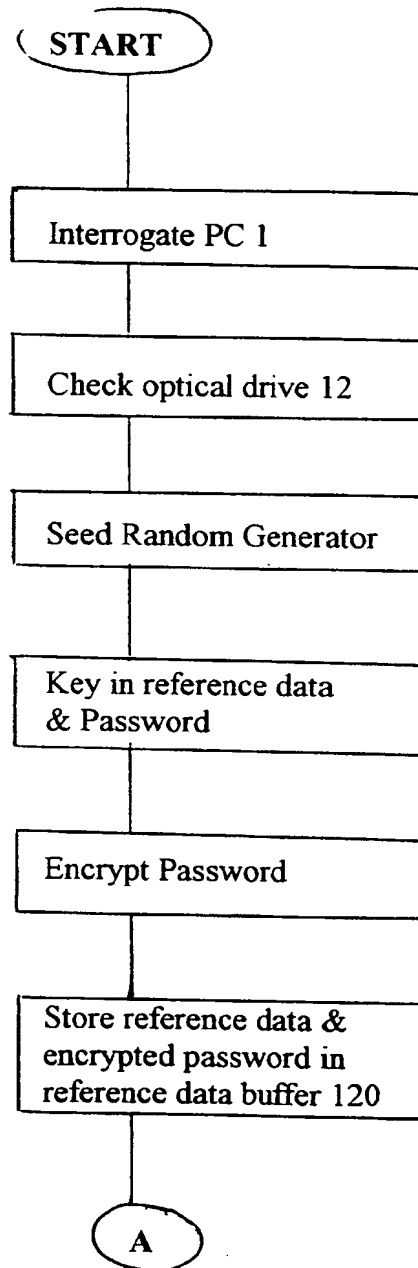 START
Interrogate PC 1
Check optical drive 12
Seed Random Generator
Key in reference data
& Password
Encrypt Password
Store reference data &
encrypted password in
reference data buffer 120
A